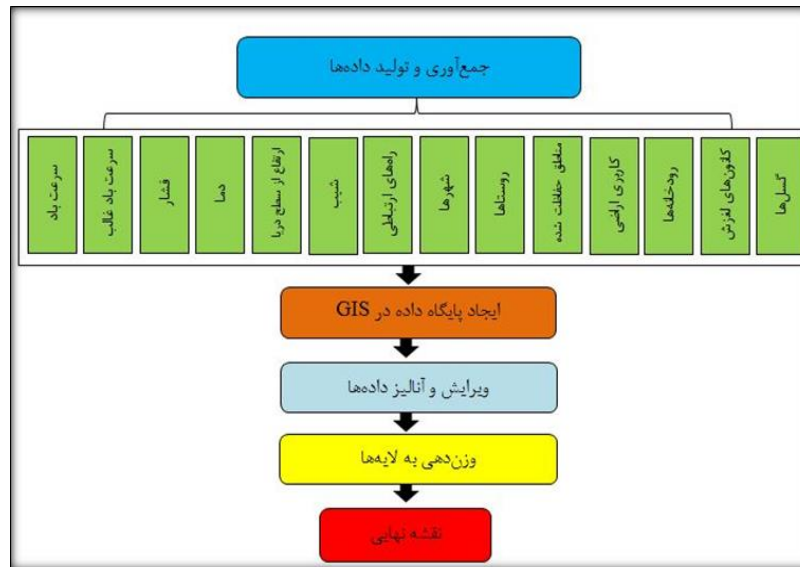 جمع‌آوری و تولید داده‌ها
گسل‌ها
کانون‌های لغزش
رودخانه‌ها
کاربری اراضی
مناطق حفاظت شده
روستاها
شهرها
راه‌های ارتباطی
شیب
ارتفاع از سطح دریا
دما
فشار
سرعت باد غالب
سرعت باد
ایجاد پایگاه داده در GIS
ویرایش و آنالیز داده‌ها
وزن‌دهی به لایه‌ها
نقشه نهایی